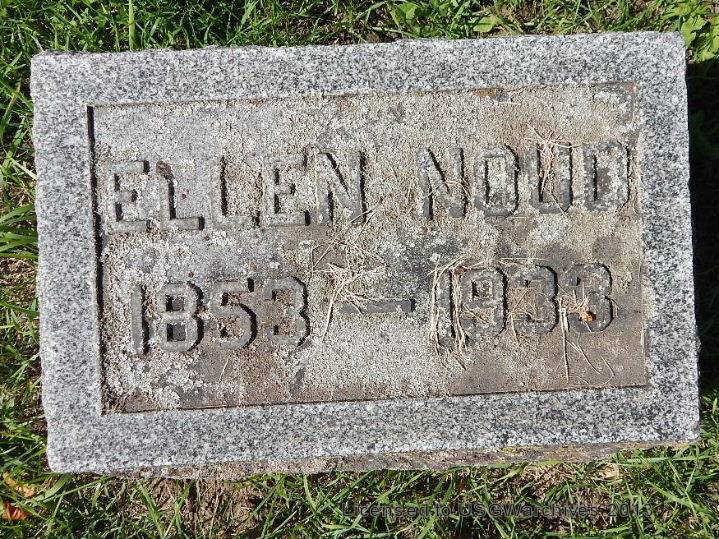 ELLEN NOUD
1853 — 1933
Licensed to USGWarchives 2013